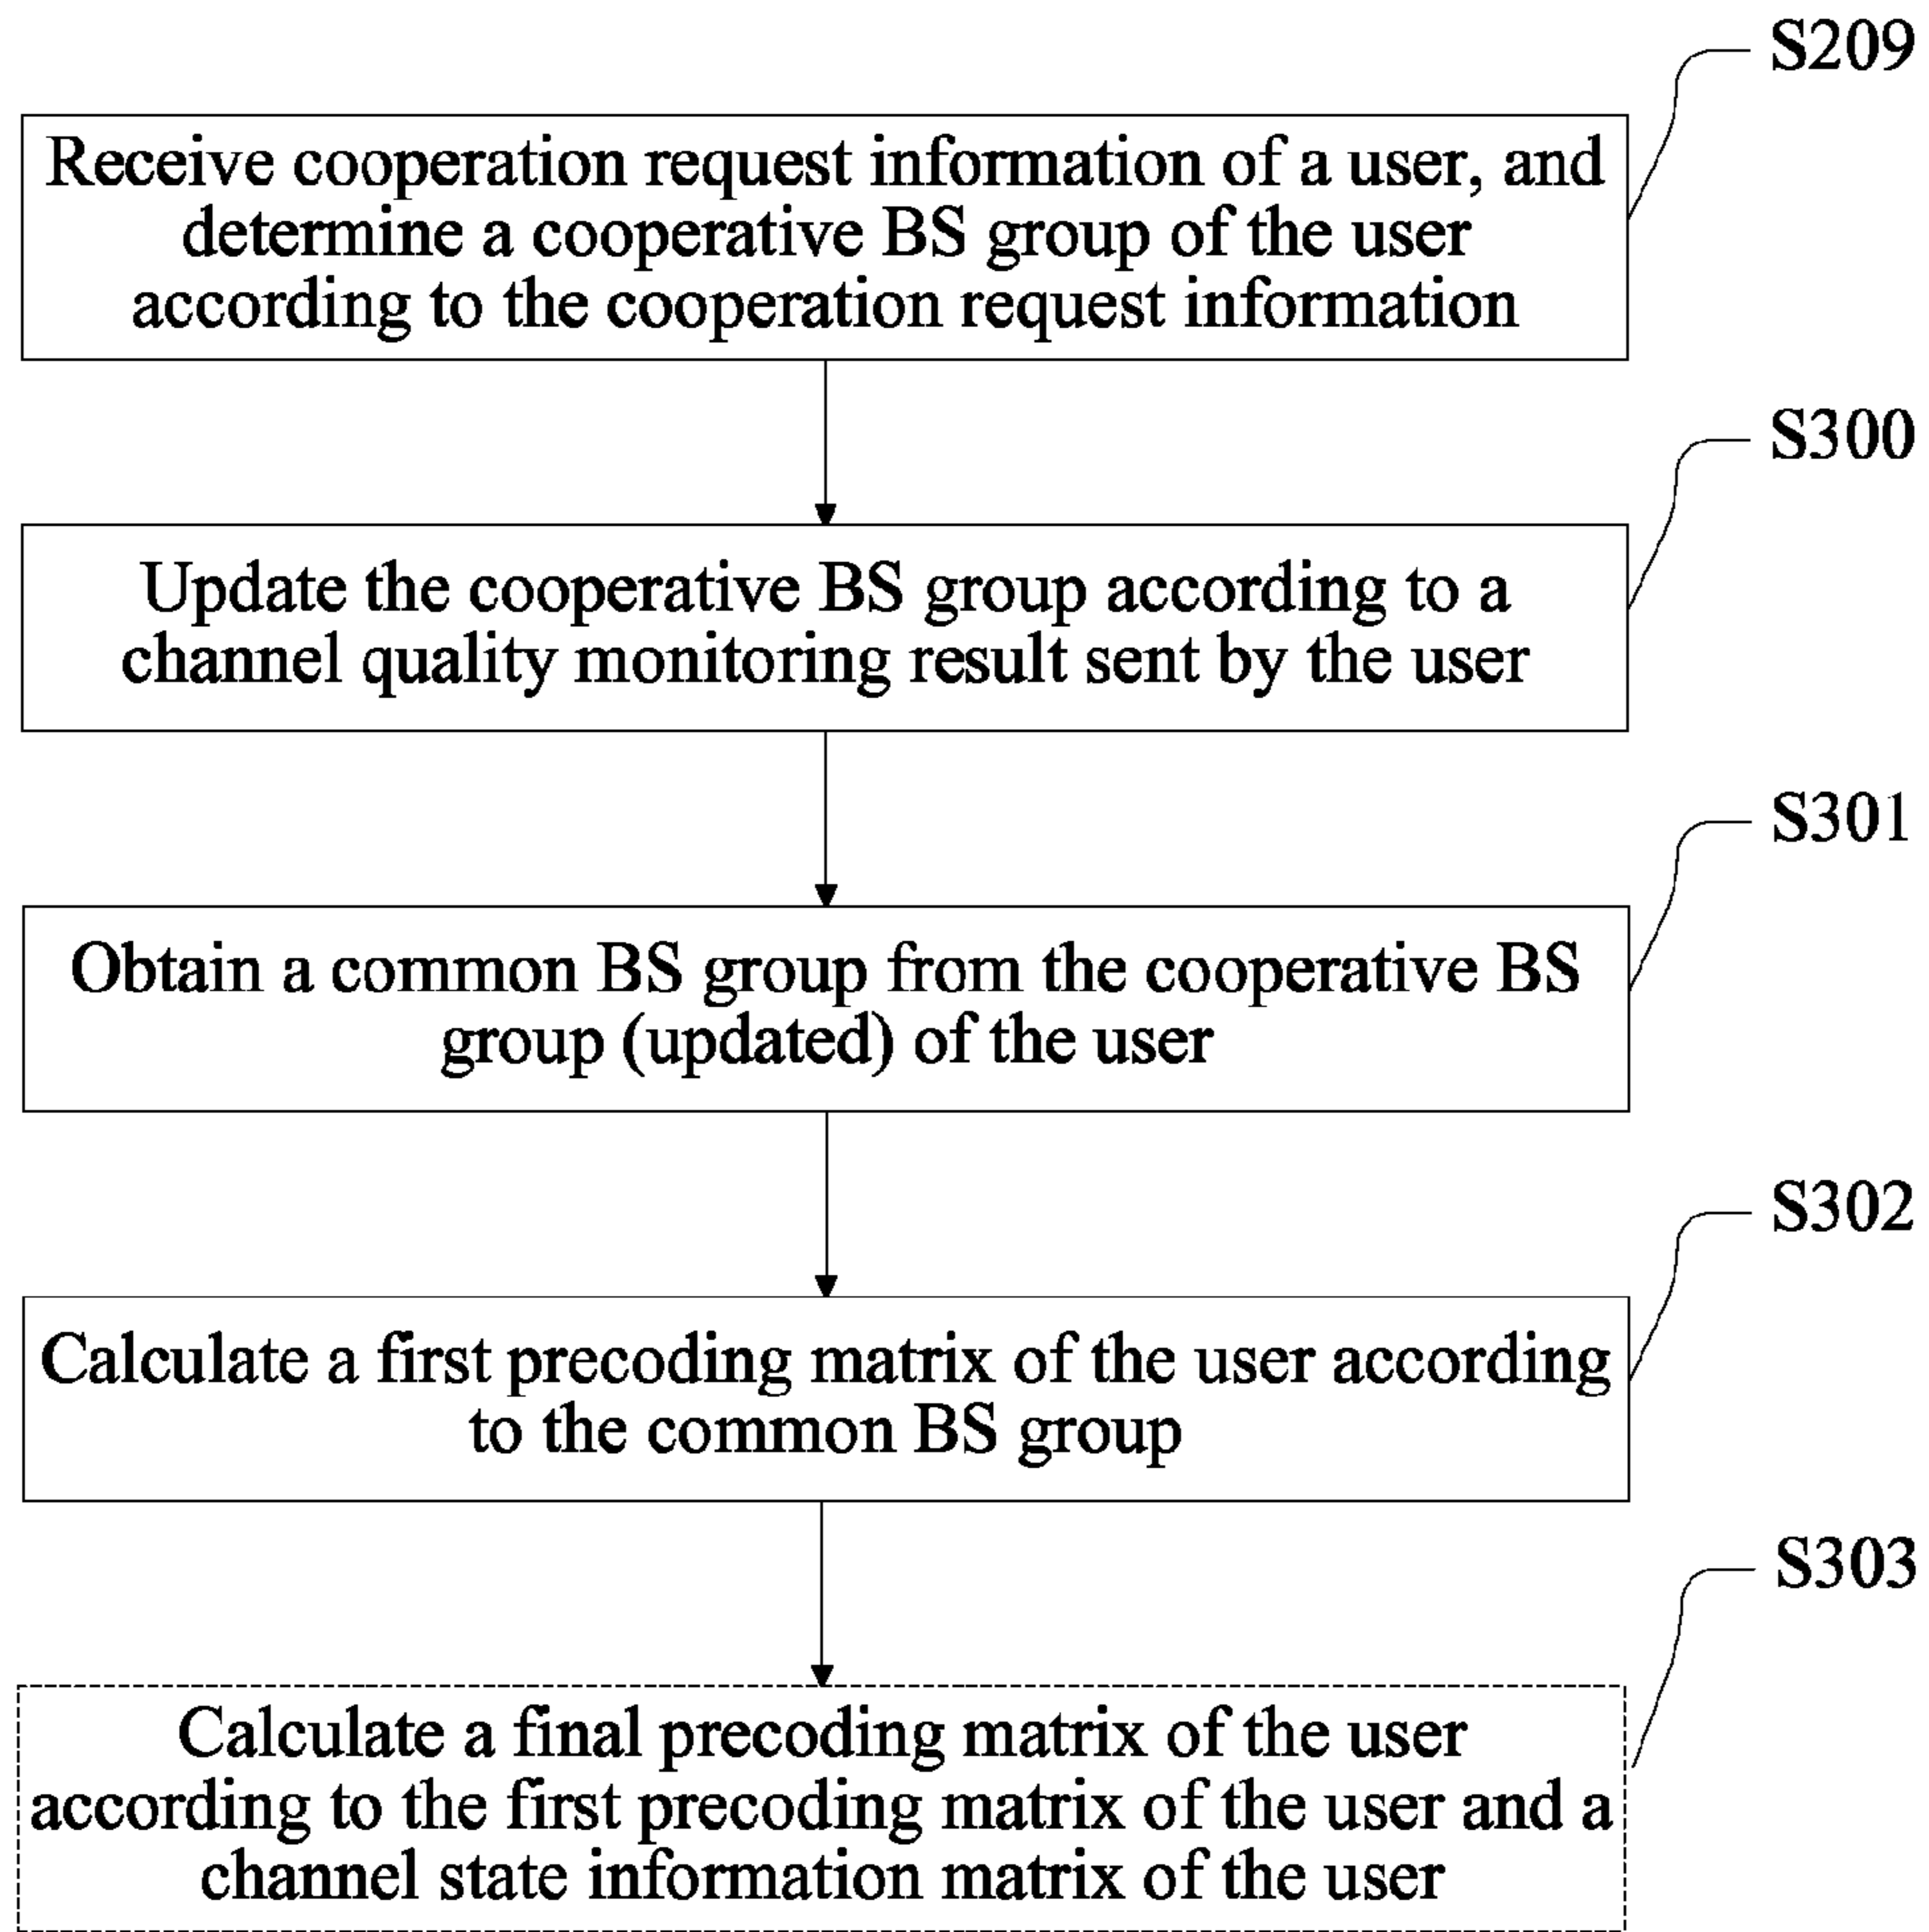 S209
Receive cooperation request information of a user, and
determine a cooperative BS group of the user
according to the cooperation request information
S300
Update the cooperative BS group according to a
channel quality monitoring result sent by the user
S301
Obtain a common BS group from the cooperative BS
group (updated) of the user
S302
Calculate a first precoding matrix of the user according
to the common BS group
S303
Calculate a final precoding matrix of the user
according to the first precoding matrix of the user and a
channel state information matrix of the user